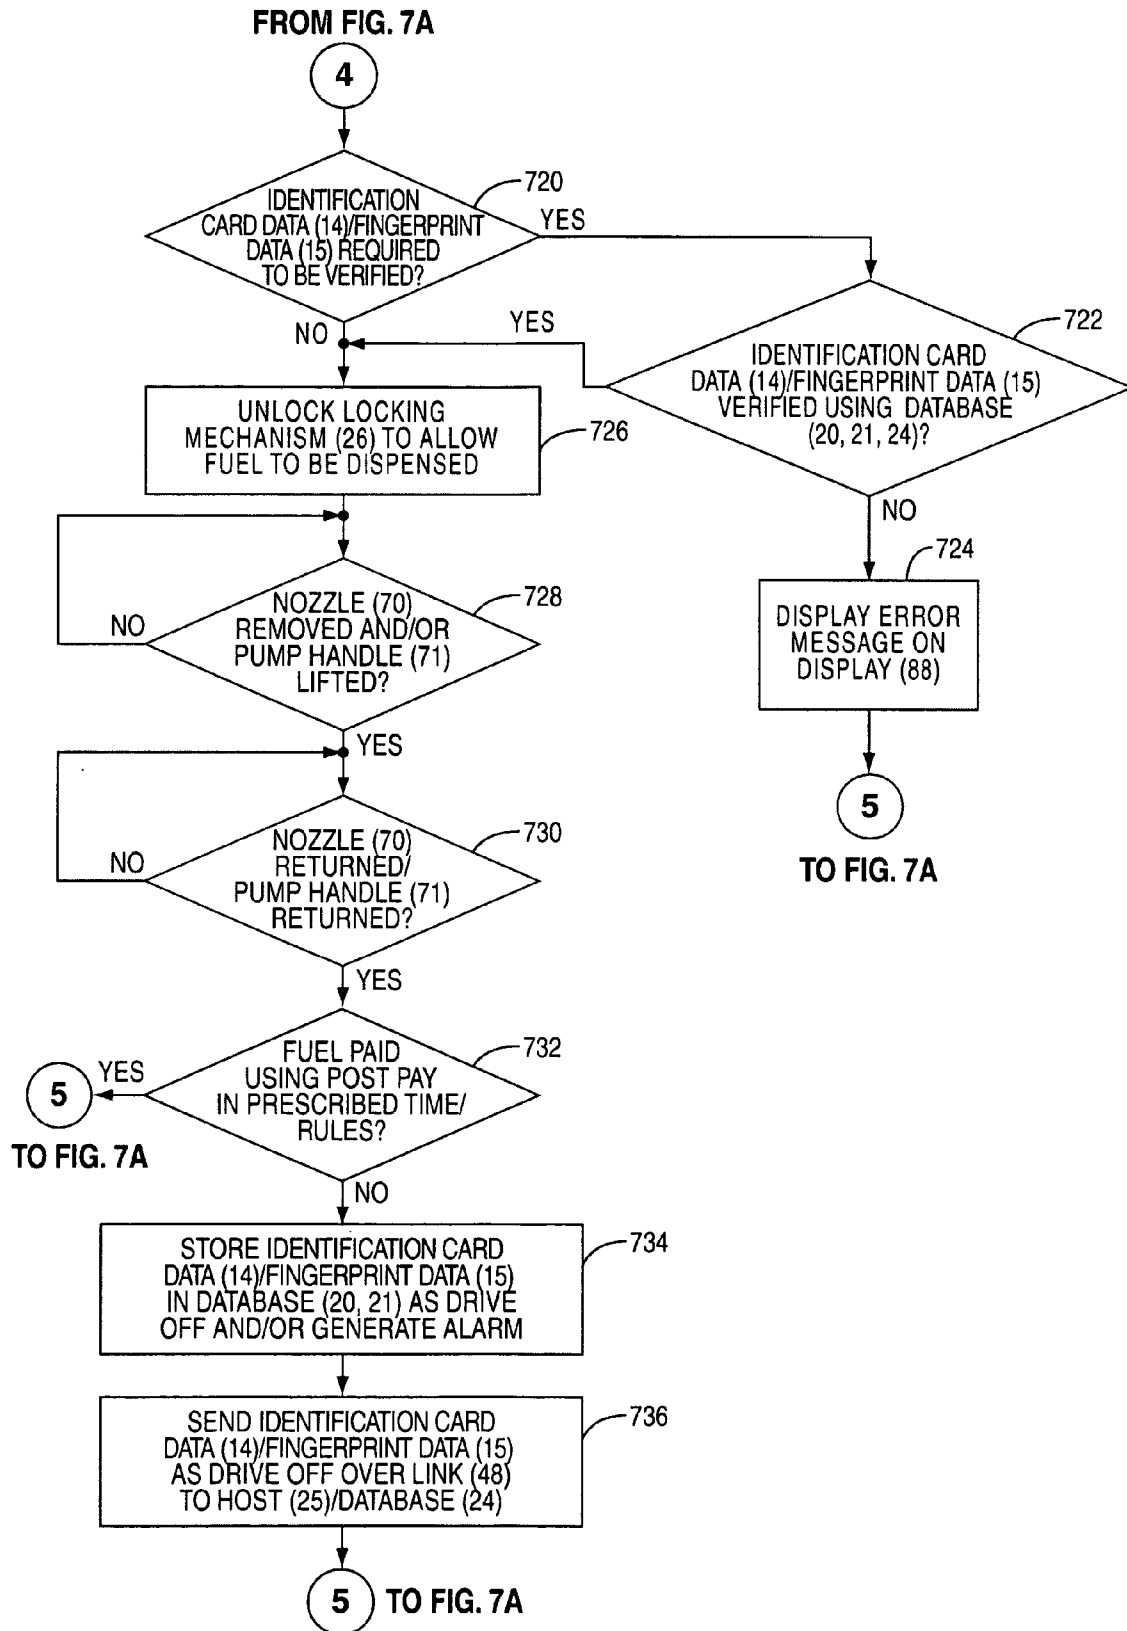 FROM FIG. 7A
4
720
IDENTIFICATION
CARD DATA (14)/FINGERPRINT
DATA (15) REQUIRED
TO BE VERIFIED?
YES
NO
YES
722
IDENTIFICATION CARD
DATA (14)/FINGERPRINT DATA (15)
VERIFIED USING DATABASE
(20, 21, 24)?
UNLOCK LOCKING
MECHANISM (26) TO ALLOW
FUEL TO BE DISPENSED
726
NO
724
DISPLAY ERROR
MESSAGE ON
DISPLAY (88)
5
TO FIG. 7A
728
NOZZLE (70)
REMOVED AND/OR
PUMP HANDLE (71)
LIFTED?
NO
YES
730
NOZZLE (70)
RETURNED/
PUMP HANDLE (71)
RETURNED?
NO
YES
732
FUEL PAID
USING POST PAY
IN PRESCRIBED TIME/
RULES?
YES
5
TO FIG. 7A
NO
734
STORE IDENTIFICATION CARD
DATA (14)/FINGERPRINT DATA (15)
IN DATABASE (20, 21) AS DRIVE
OFF AND/OR GENERATE ALARM
736
SEND IDENTIFICATION CARD
DATA (14)/FINGERPRINT DATA (15)
AS DRIVE OFF OVER LINK (48)
TO HOST (25)/DATABASE (24)
5 TO FIG. 7A